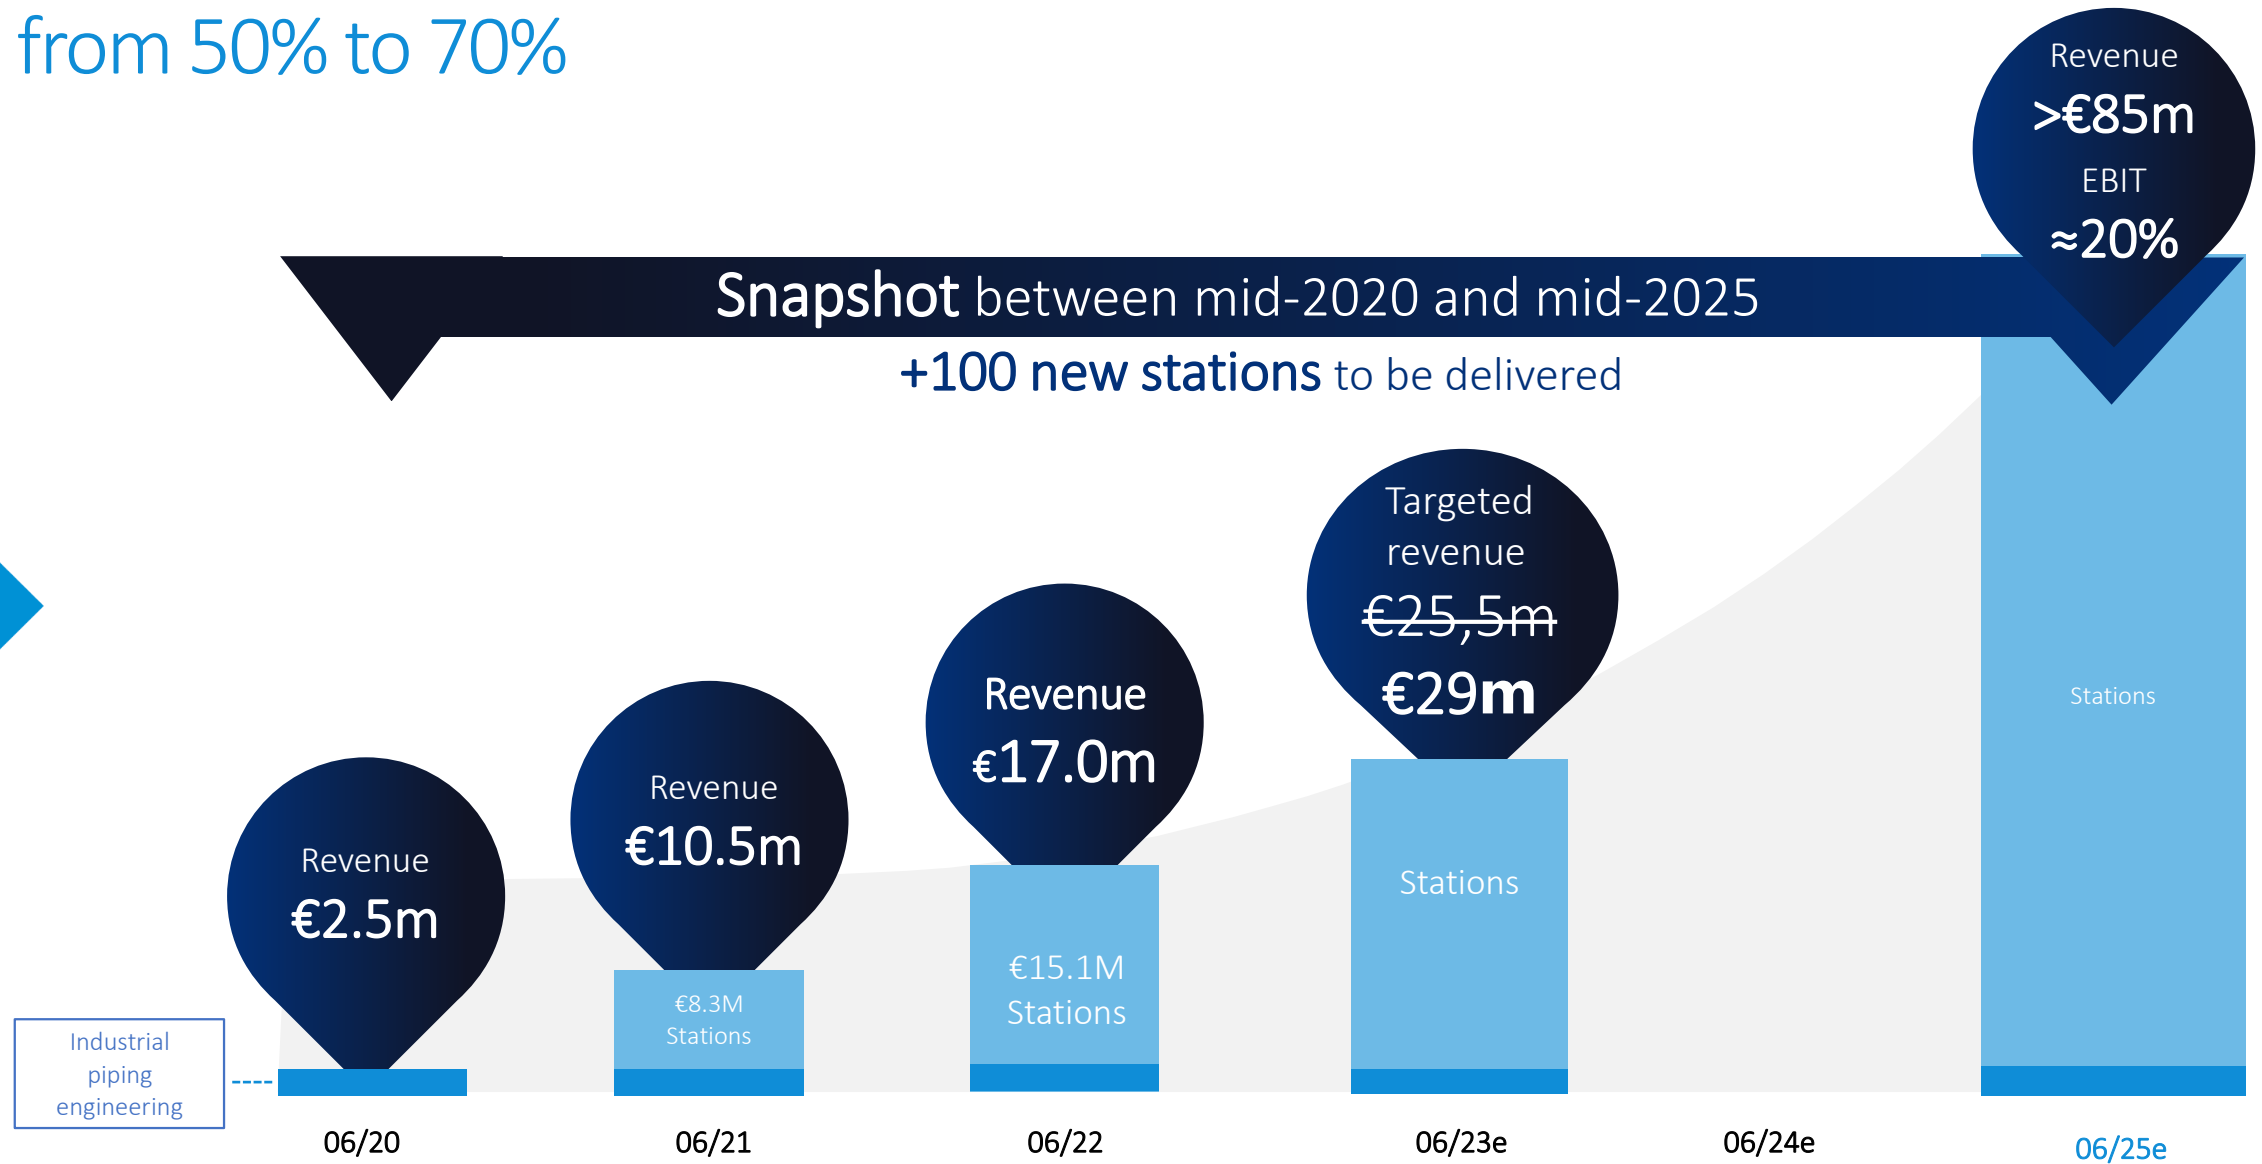 from 50% to 70%
Revenue
>€85m
EBIT
≈20%
Snapshot between mid-2020 and mid-2025
+100 new stations to be delivered
Targeted
revenue
€25,5m
€29m
Revenue
€17.0m
Revenue
€10.5m
Revenue
€2.5m
Stations
Stations
€15.1M
Stations
€8.3M
Stations
Industrial
piping
engineering
06/20
06/21
06/22
06/23e
06/24e
06/25e